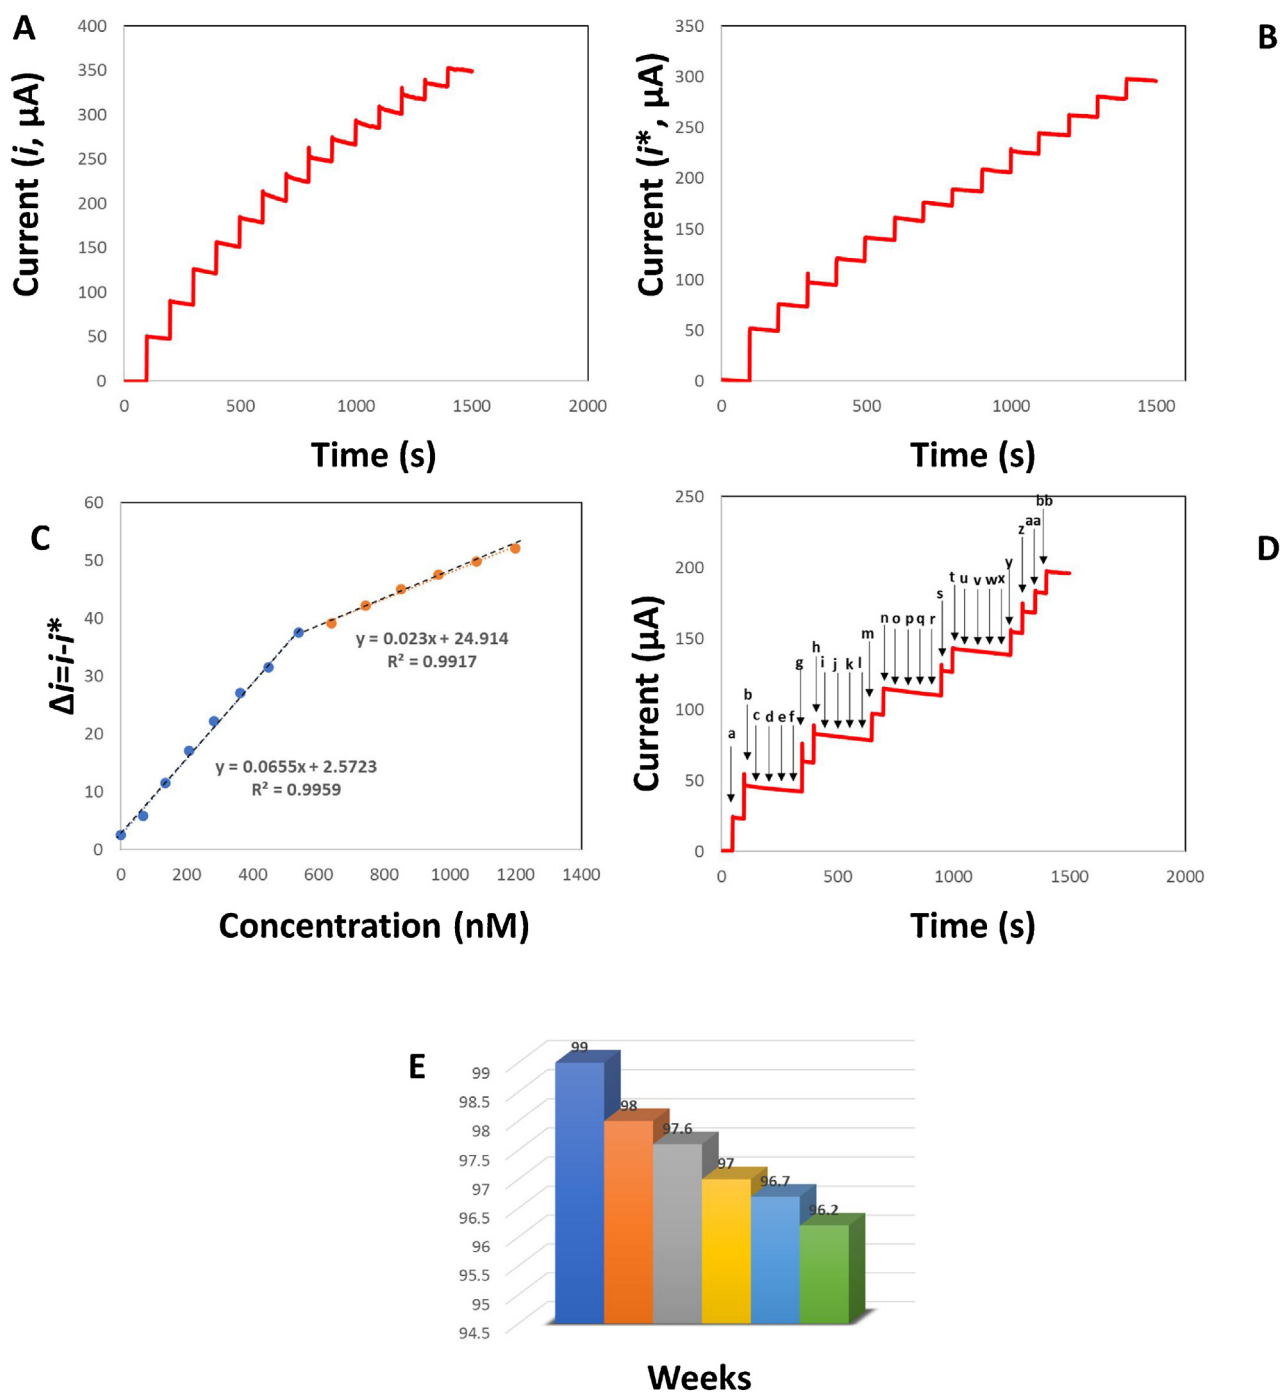 A
Current (i, µA)
400
350
300
250
200
150
100
50
0
0 500 1000 1500 2000
Time (s)
B
Current (i*, µA)
350
300
250
200
150
100
50
0
0 500 1000 1500
Time (s)
C
Δi=i-i*
60
50
40
30
20
10
0
y = 0.023x + 24.914
R² = 0.9917
y = 0.0655x + 2.5723
R² = 0.9959
0 200 400 600 800 1000 1200 1400
Concentration (nM)
D
Current (µA)
250
200
150
100
50
0
a
b
c d e f
g
h
i j k l
m
n o p q r
s
t u v w x
y
z
aa
bb
0 500 1000 1500 2000
Time (s)
E
99
98.5
98
97.5
97
96.5
96
95.5
95
94.5
99
98
97.6
97
96.7
96.2
Weeks